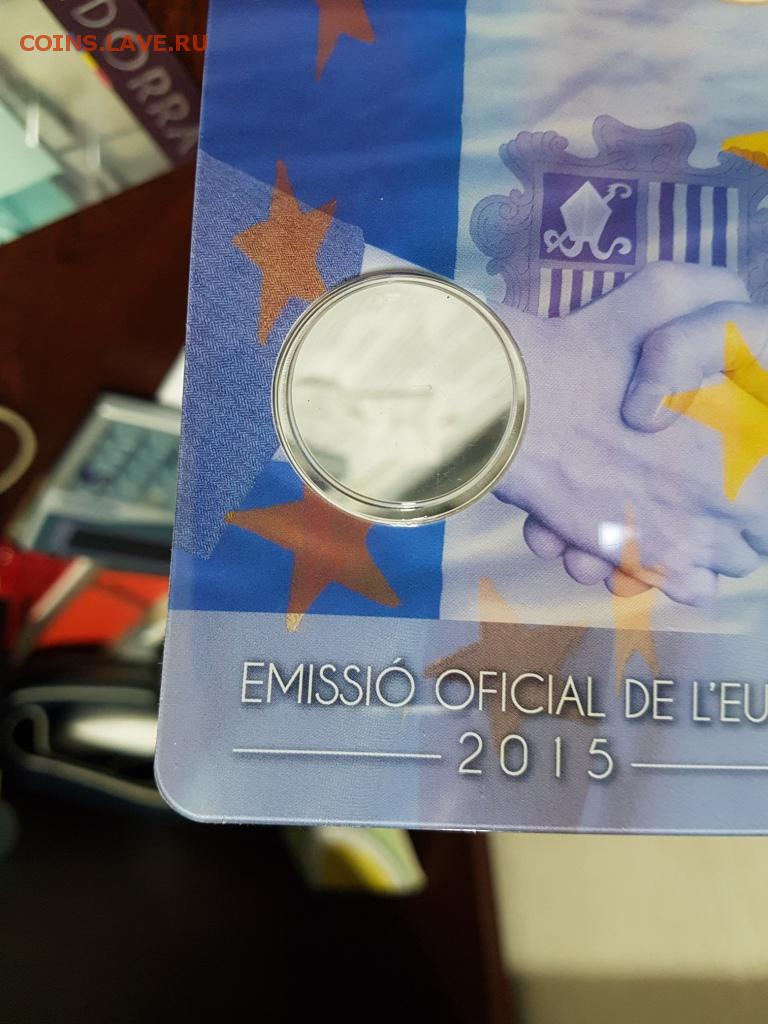 COINS.LAVE.RU
DORRA
EMISSIÓ OFICIAL DE L'EU
2015